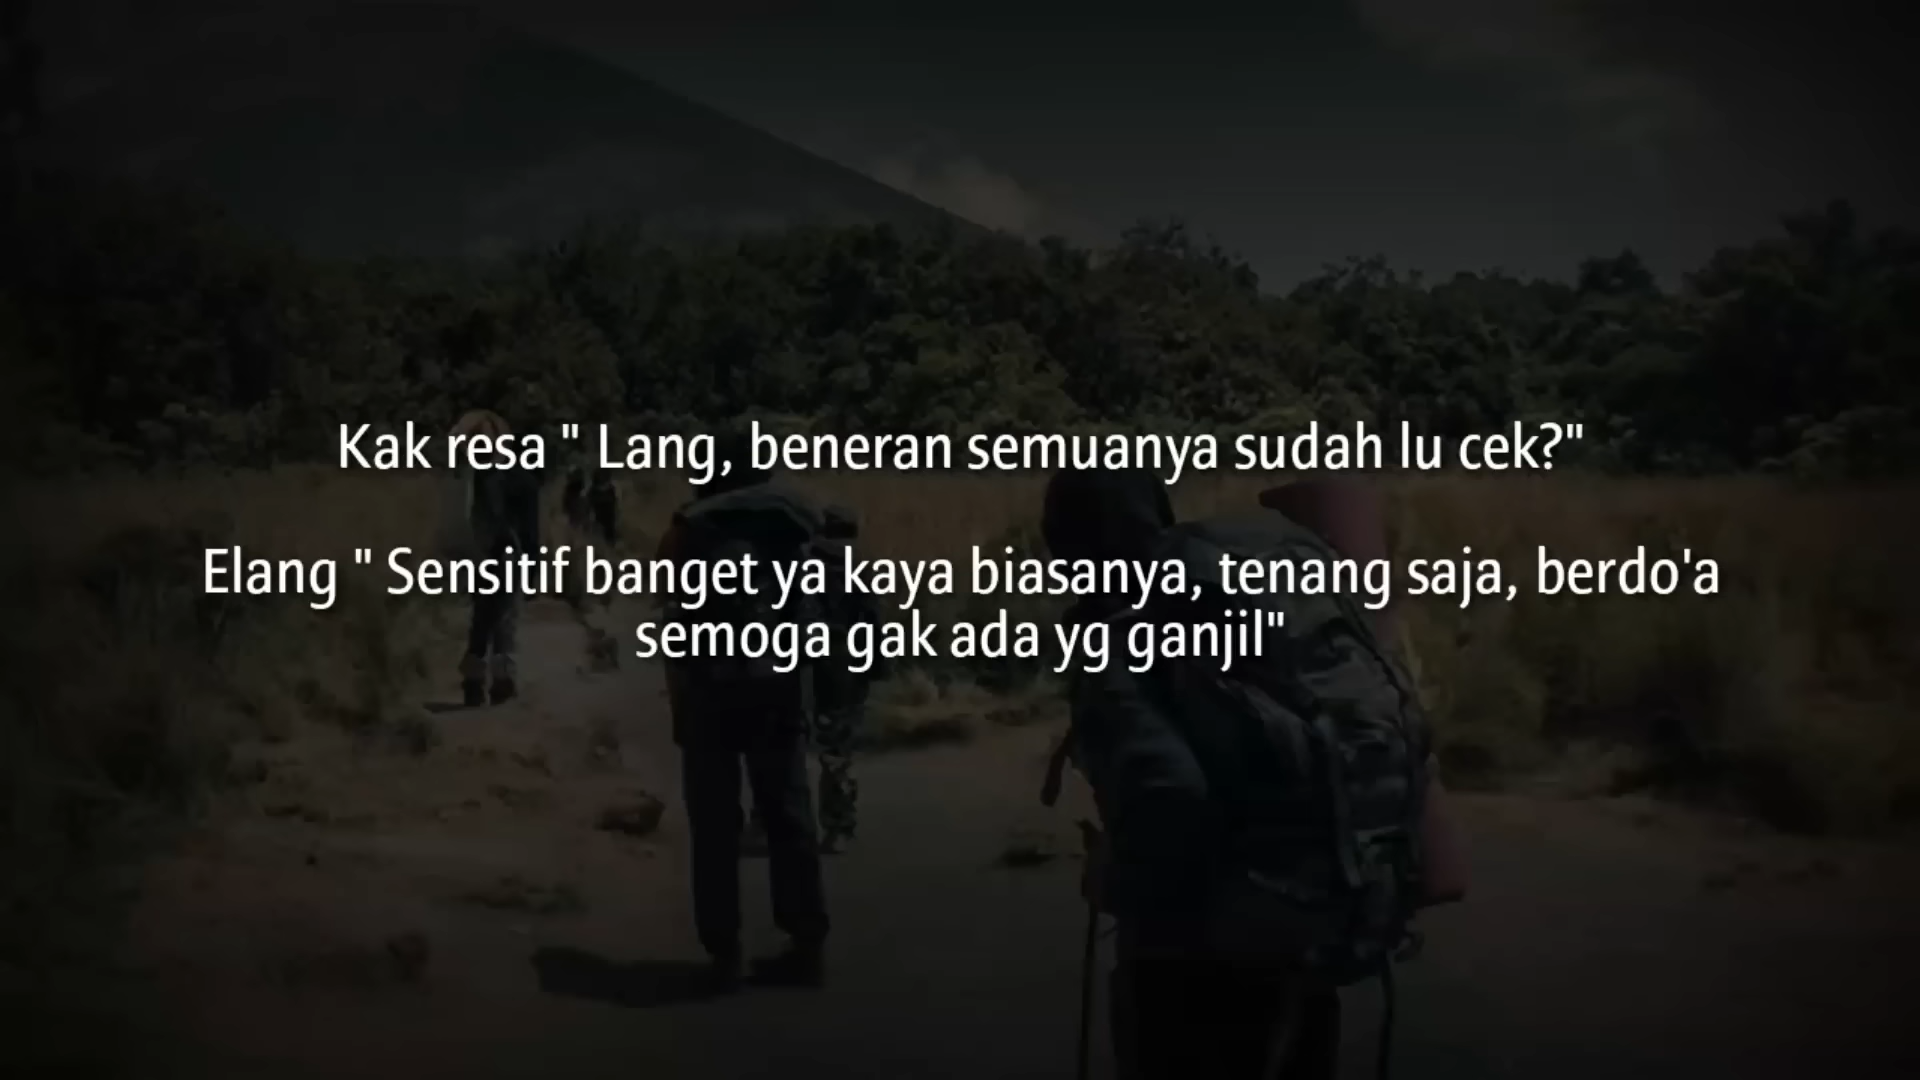 Kak resa " Lang, beneran semuanya sudah lu cek?"
Elang " Sensitif banget ya kaya biasanya, tenang saja, berdo'a
semoga gak ada yg ganjil"